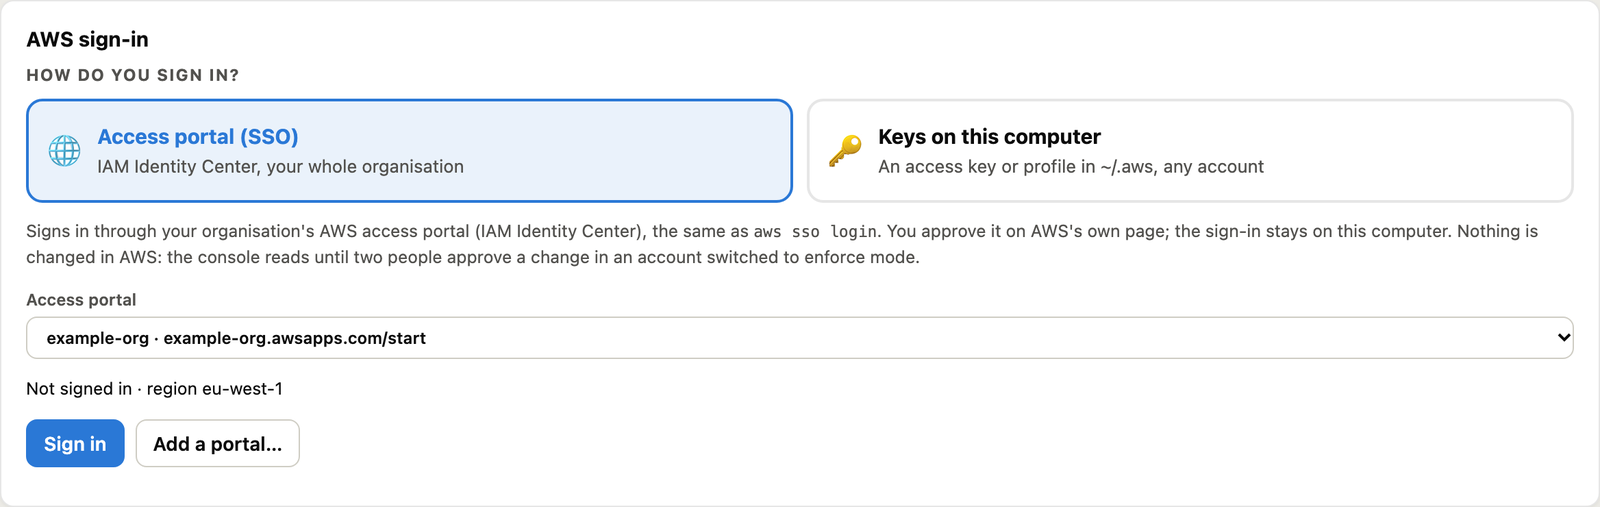 AWS sign-in
HOW DO YOU SIGN IN?
Access portal (SSO)
IAM Identity Center, your whole organisation
Keys on this computer
An access key or profile in ~/.aws, any account
Signs in through your organisation's AWS access portal (IAM Identity Center), the same as aws sso login. You approve it on AWS's own page; the sign-in stays on this computer. Nothing is
changed in AWS: the console reads until two people approve a change in an account switched to enforce mode.
Access portal
example-org · example-org.awsapps.com/start
Not signed in · region eu-west-1
Sign in
Add a portal...